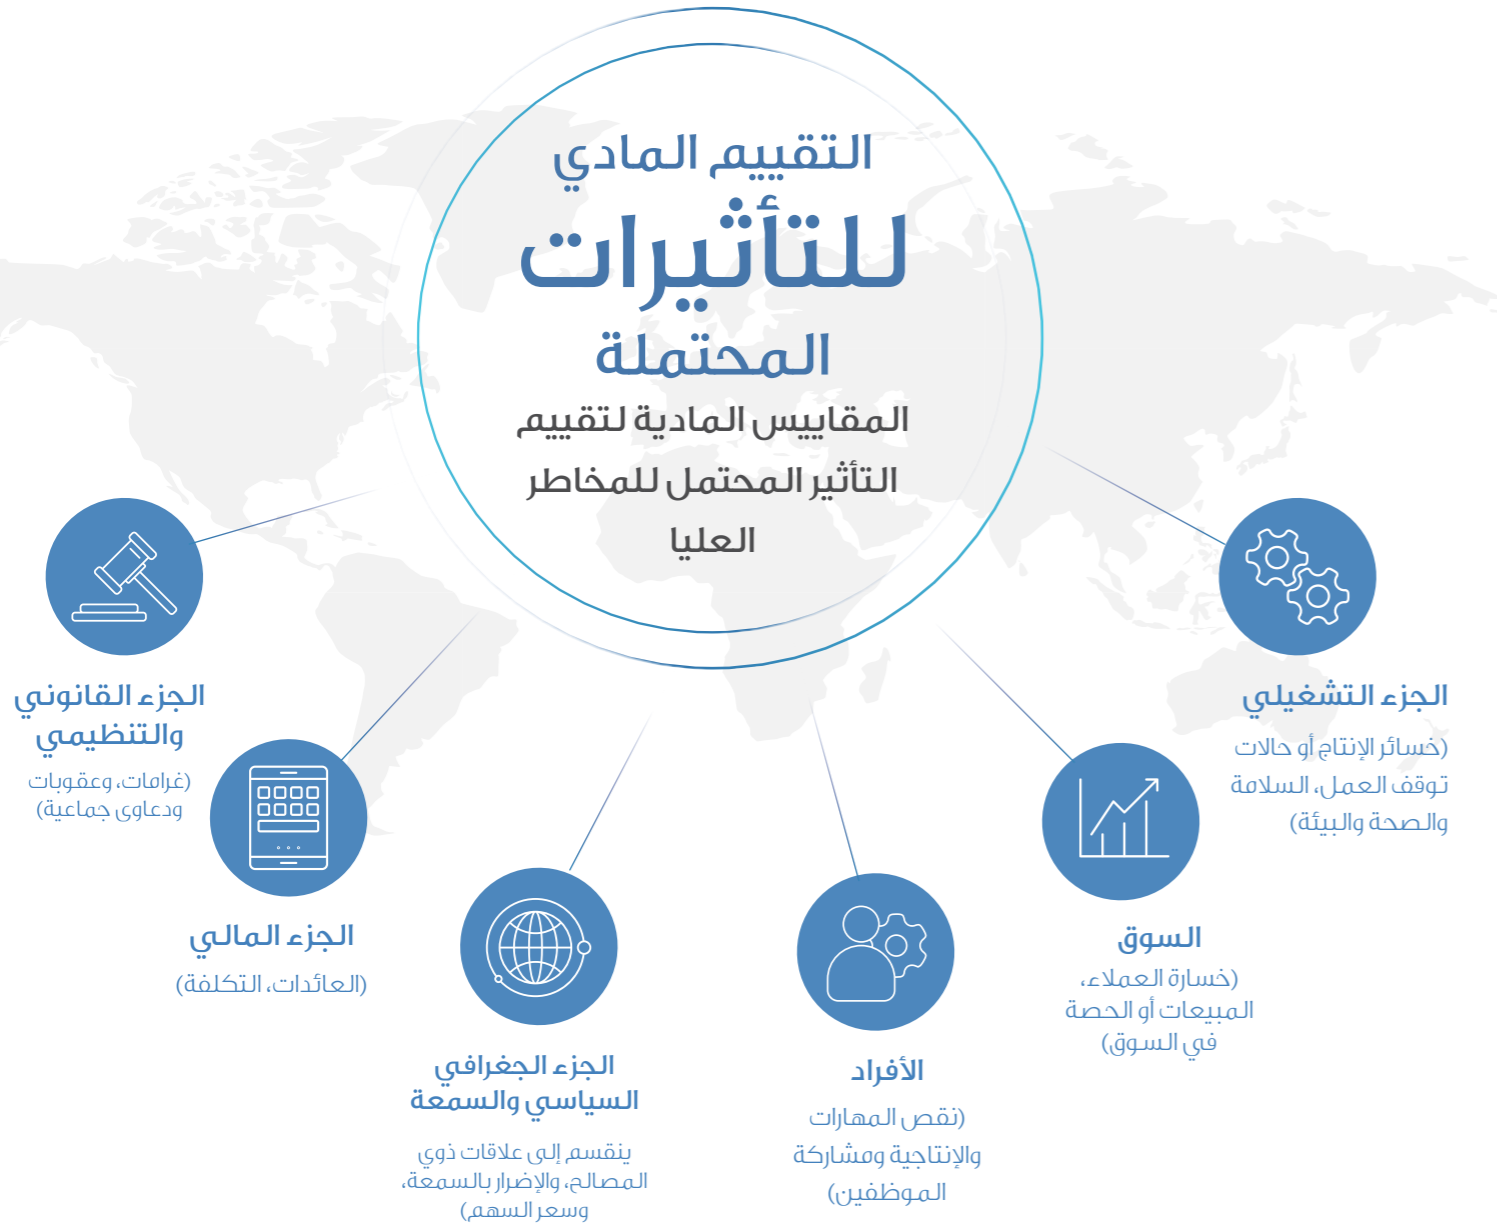 التقييم المادي
للتأثيرات
المحتملة
المقاييس المادية لتقييم
التأثير المحتمل للمخاطر
العليا
الجزء التشغيلي
(خسائر الإنتاج أو حالات
توقف العمل، السلامة
والصحة والبيئة)
السوق
(خسارة العملاء،
المبيعات أو الحصة
في السوق)
الأفراد
(نقص المهارات
والإنتاجية ومشاركة
الموظفين)
الجزء الجغرافي
السياسي والسمعة
ينقسم إلى علاقات ذوي
المصالح، والإضرار بالسمعة،
وسعر السهم)
الجزء المالي
(العائدات، التكلفة)
الجزء القانوني
والتنظيمي
(غرامات، وعقوبات
ودعاوى جماعية)